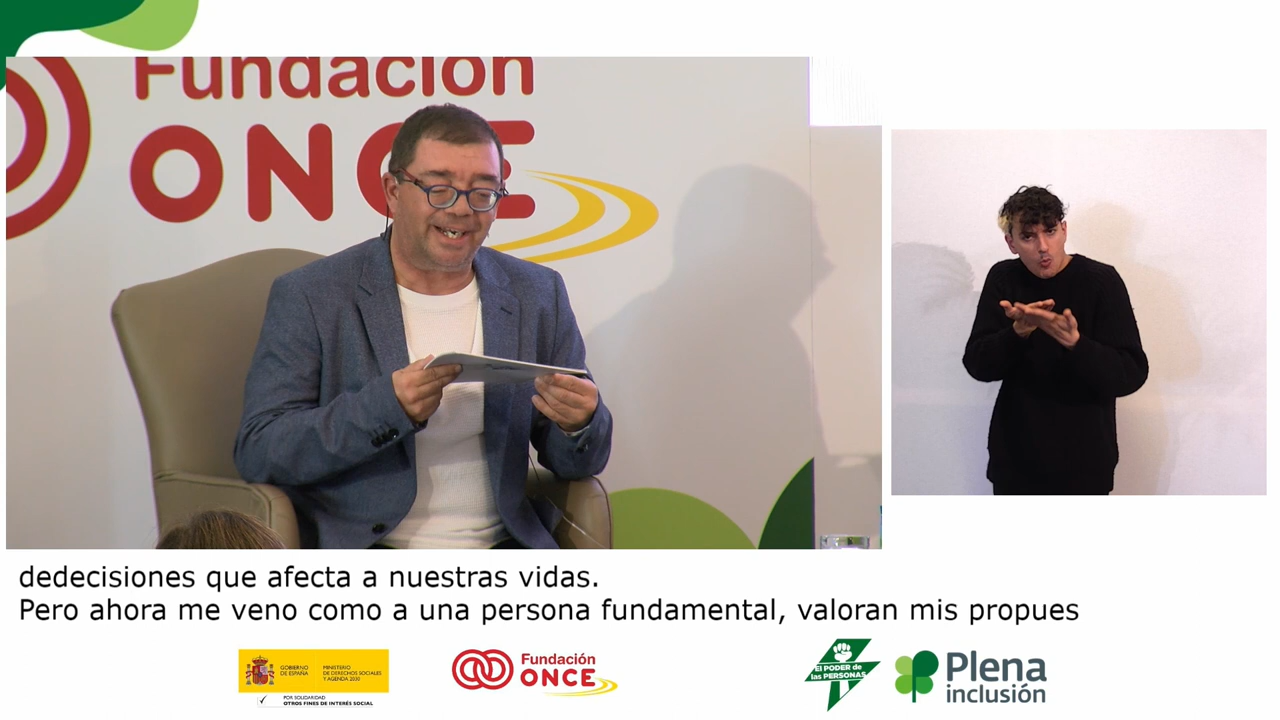 Fundación
ONCE
dedecisiones que afecta a nuestras vidas.
Pero ahora me veno como a una persona fundamental, valoran mis propues
GOBIERNO
DE ESPAÑA
MINISTERIO
DE DERECHOS SOCIALES
Y AGENDA 2030
POR SOLIDARIDAD
OTROS FINES DE INTERÉS SOCIAL
Fundación
ONCE
El PODER de
las PERSONAS
Plena
inclusión